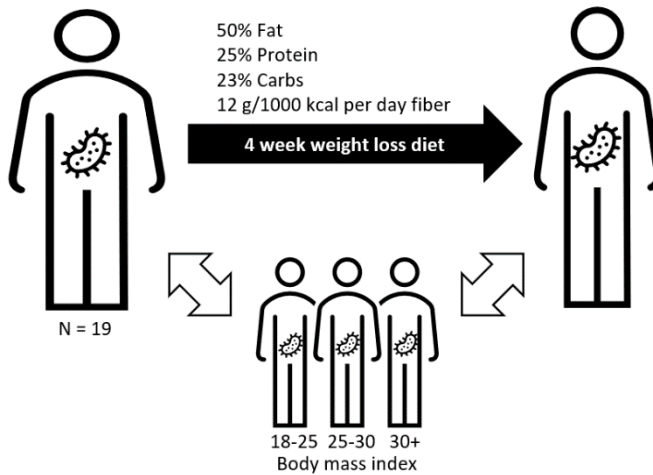 50% Fat
25% Protein
23% Carbs
12 g/1000 kcal per day fiber
4 week weight loss diet
N = 19
18-25 25-30 30+
Body mass index